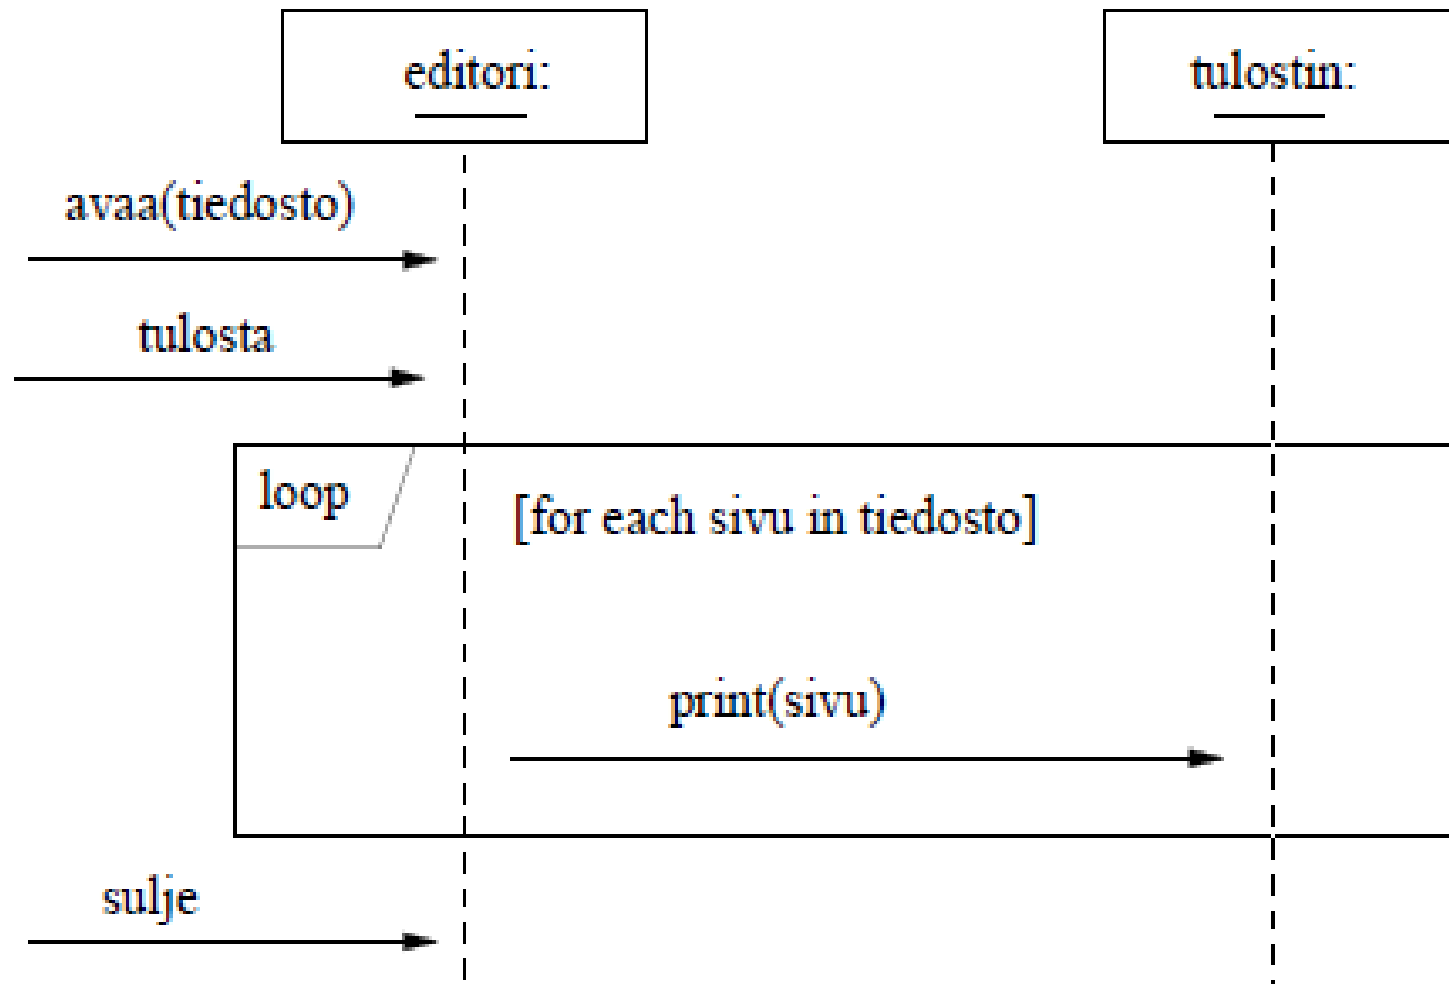 editori:
tulostin:
avaa(tiedosto)
tulosta
loop
[for each sivu in tiedosto]
print(sivu)
sulje